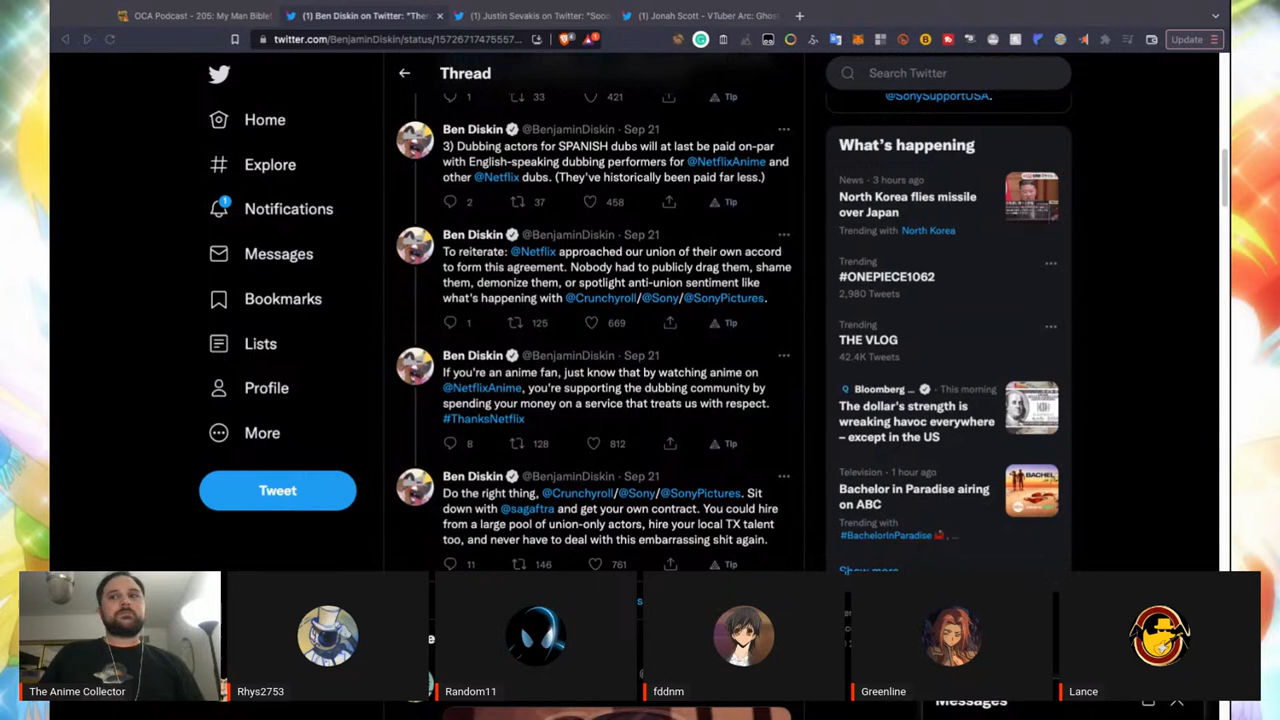 OCA Podcast - 205: My Man Bible!
(1) Ben Diskin on Twitter: "Ther
(1) Justin Sevakis on Twitter: "Sooo
(1) Jonah Scott - VTuber Arc: Ghos
twitter.com/BenjaminDiskin/status/15726717475557...
Update
Home
Explore
1
Notifications
Messages
Bookmarks
Lists
Profile
More
Tweet
Thread
1 33 421 Tip
Ben Diskin @BenjaminDiskin · Sep 21
3) Dubbing actors for SPANISH dubs will at last be paid on-par
with English-speaking dubbing performers for @NetflixAnime and
other @Netflix dubs. (They've historically been paid far less.)
2 37 458 Tip
Ben Diskin @BenjaminDiskin · Sep 21
To reiterate: @Netflix approached our union of their own accord
to form this agreement. Nobody had to publicly drag them, shame
them, demonize them, or spotlight anti-union sentiment like
what's happening with @Crunchyroll/@Sony/@SonyPictures.
1 125 669 Tip
Ben Diskin @BenjaminDiskin · Sep 21
If you're an anime fan, just know that by watching anime on
@NetflixAnime, you're supporting the dubbing community by
spending your money on a service that treats us with respect.
#ThanksNetflix
8 128 812 Tip
Ben Diskin @BenjaminDiskin · Sep 21
Do the right thing, @Crunchyroll/@Sony/@SonyPictures. Sit
down with @sagaftra and get your own contract. You could hire
from a large pool of union-only actors, hire your local TX talent
too, and never have to deal with this embarrassing shit again.
11 146 761 Tip
Search Twitter
@SonySupportUSA.
What's happening
News · 3 hours ago
North Korea flies missile
over Japan
Trending with North Korea
Trending
#ONEPIECE1062
2,980 Tweets
Trending
THE VLOG
42.4K Tweets
Bloomberg ... · This morning
The dollar's strength is
wreaking havoc everywhere
– except in the US
Television · 1 hour ago
Bachelor in Paradise airing
on ABC
Trending with
#BachelorInParadise , ...
Show more
The Anime Collector
Rhys2753
Random11
fddnm
Greenline
Lance
Messages